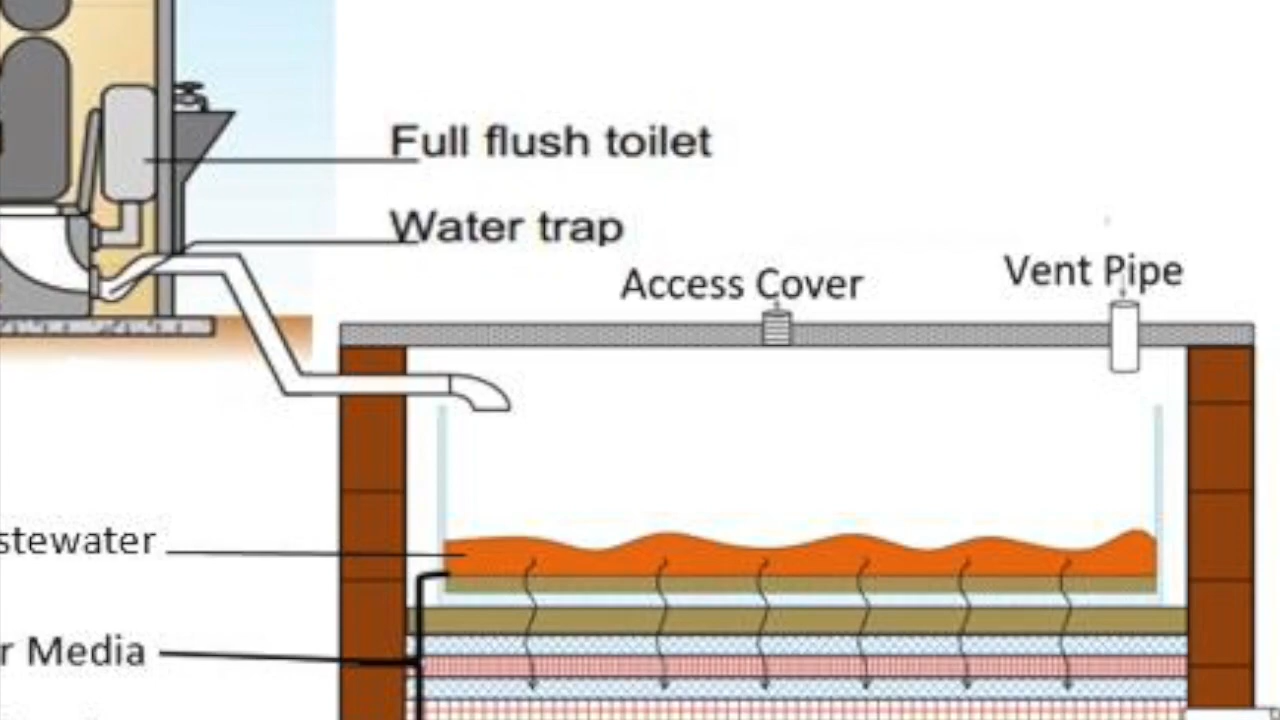 Full flush toilet
Water trap
Access Cover
Vent Pipe
stewater
r Media